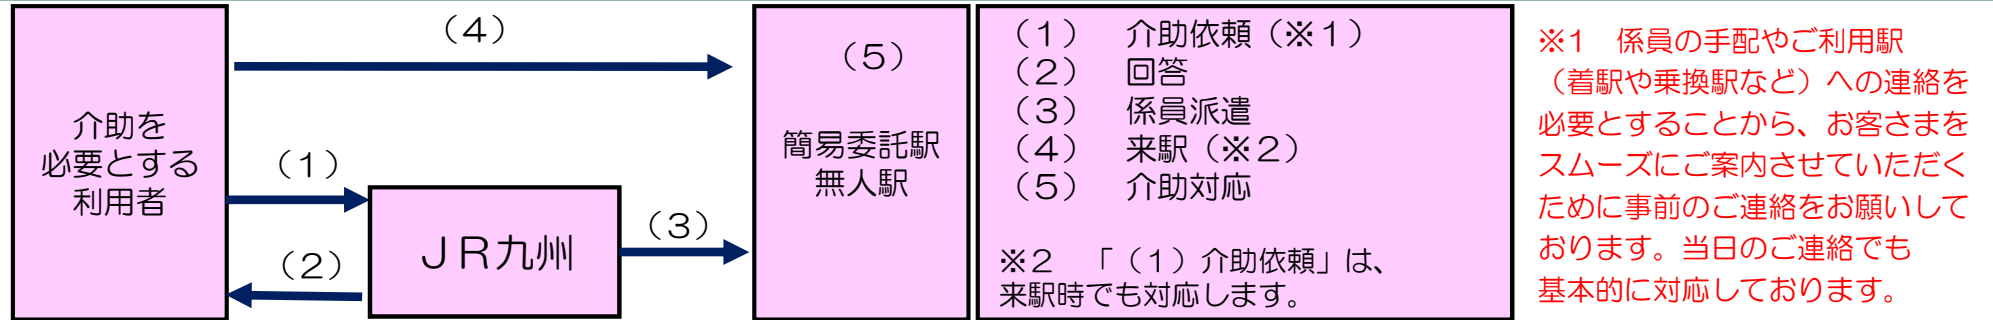 介助を
必要とする
利用者
（4）
（1）
（2）
ＪＲ九州
（3）
（5）
簡易委託駅
無人駅
（1）　介助依頼（※1）
（2）　回答
（3）　係員派遣
（4）　来駅（※2）
（5）　介助対応
※2　「（1）介助依頼」は、
来駅時でも対応します。
※1　係員の手配やご利用駅
（着駅や乗換駅など）への連絡を
必要とすることから、お客さまを
スムーズにご案内させていただく
ために事前のご連絡をお願いして
おります。当日のご連絡でも
基本的に対応しております。